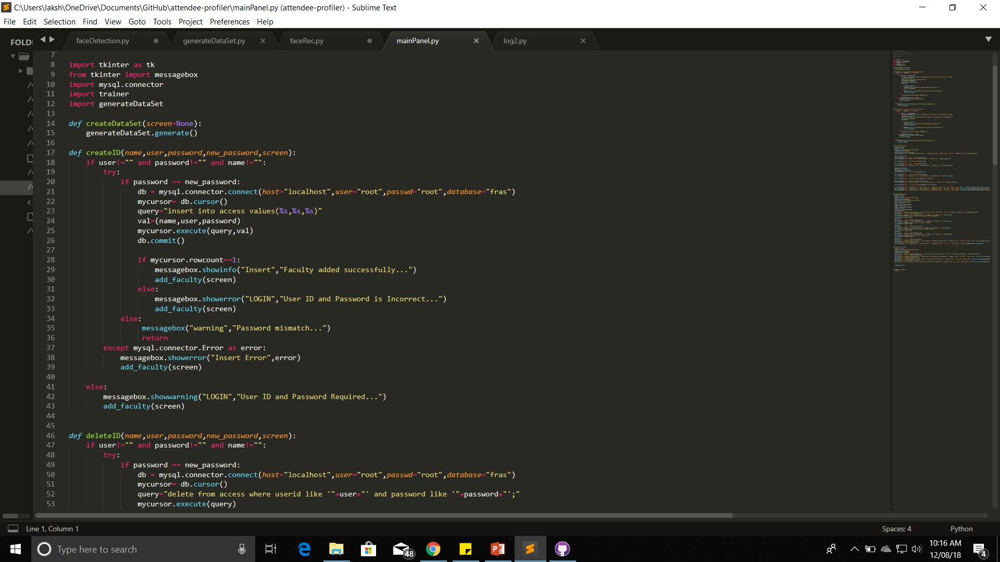 C:\Users\laksh\OneDrive\Documents\GitHub\attendee-profiler\mainPanel.py (attendee-profiler) - Sublime Text
File Edit Selection Find View Goto Tools Project Preferences Help
faceDetection.py generateDataSet.py faceRec.py mainPanel.py log2.py
7
8 import tkinter as tk
9 from tkinter import messagebox
10 import mysql.connector
11 import trainer
12 import generateDataSet
13
14 def createDataSet(screen=None):
15     generateDataSet.generate()
16
17 def createID(name,user,password,new_password,screen):
18     if user!="" and password!="" and name!="":
19         try:
20             if password == new_password:
21                 db = mysql.connector.connect(host="localhost",user="root",passwd="root",database="fras")
22                 mycursor= db.cursor()
23                 query="insert into access values(%s,%s,%s)"
24                 val=(name,user,password)
25                 mycursor.execute(query,val)
26                 db.commit()
27
28                 if mycursor.rowcount==1:
29                     messagebox.showinfo("Insert","Faculty added successfully...")
30                     add_faculty(screen)
31                 else:
32                     messagebox.showerror("LOGIN","User ID and Password is Incorrect...")
33                     add_faculty(screen)
34             else:
35                  messagebox("warning","Password mismatch...")
36                  return
37         except mysql.connector.Error as error:
38             messagebox.showerror("Insert Error",error)
39             add_faculty(screen)
40
41     else:
42         messagebox.showwarning("LOGIN","User ID and Password Required...")
43         add_faculty(screen)
44
45
46 def deleteID(name,user,password,new_password,screen):
47     if user!="" and password!="" and name!="":
48         try:
49             if password == new_password:
50                 db = mysql.connector.connect(host="localhost",user="root",passwd="root",database="fras")
51                 mycursor= db.cursor()
52                 query="delete from access where userid like '"+user+"' and password like '"+password+"';"
53                 mycursor.execute(query)
Line 1, Column 1 Spaces: 4 Python
Type here to search
48
10:16 AM
12/08/18
4